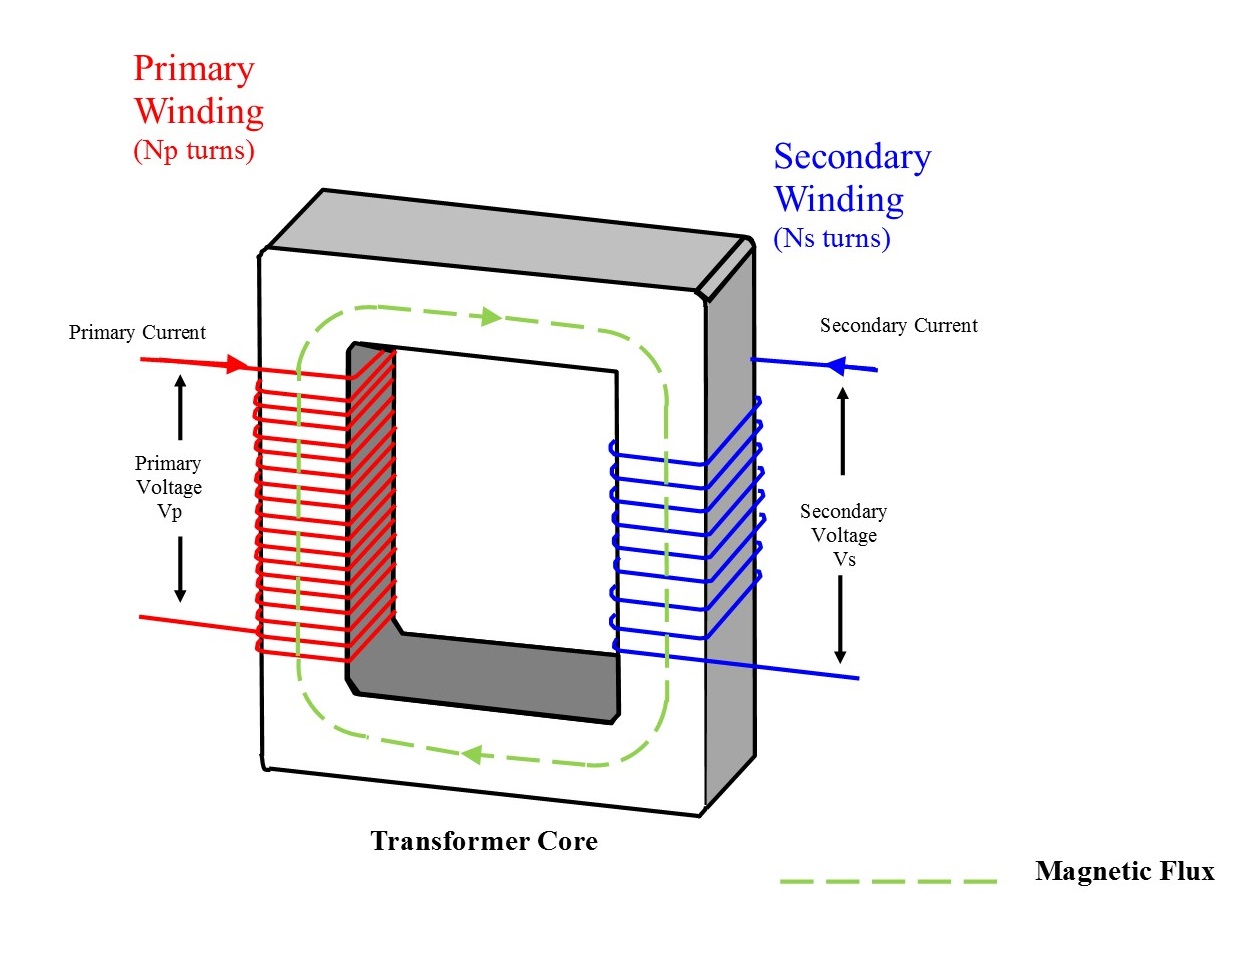 Primary
Winding
(Np turns)
Secondary
Winding
(Ns turns)
Primary Current
Secondary Current
Primary
Voltage
Vp
Secondary
Voltage
Vs
Transformer Core
Magnetic Flux